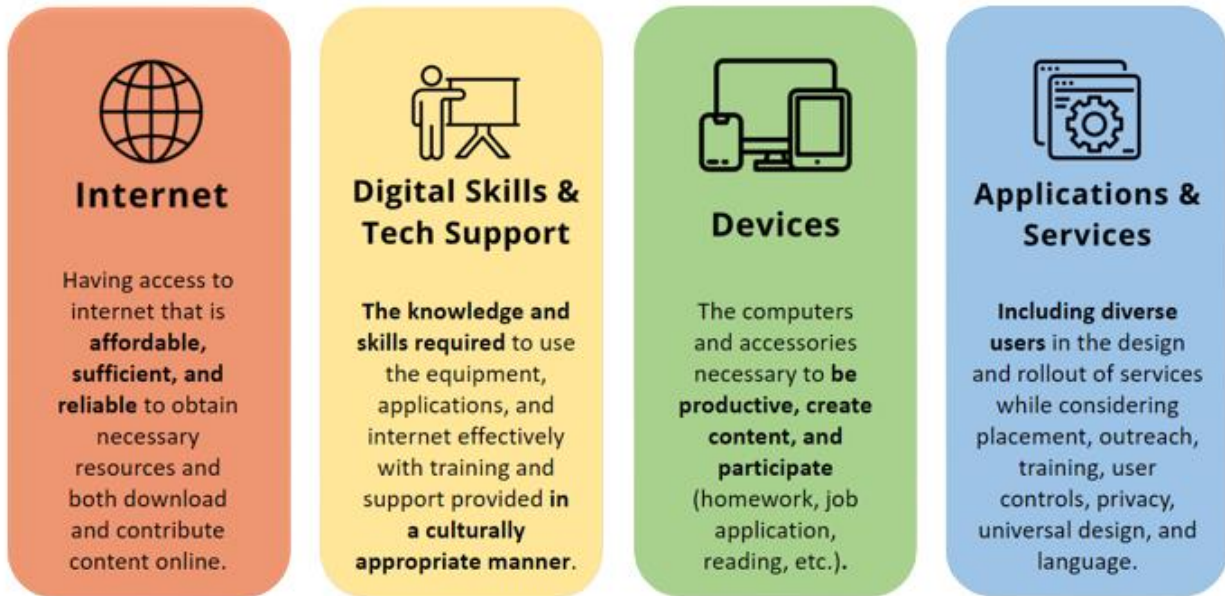 Internet
Having access to
internet that is
affordable,
sufficient, and
reliable to obtain
necessary
resources and
both download
and contribute
content online.
Digital Skills &
Tech Support
The knowledge and
skills required to use
the equipment,
applications, and
internet effectively
with training and
support provided in
a culturally
appropriate manner.
Devices
The computers
and accessories
necessary to be
productive, create
content, and
participate
(homework, job
application,
reading, etc.).
Applications &
Services
Including diverse
users in the design
and rollout of services
while considering
placement, outreach,
training, user
controls, privacy,
universal design, and
language.